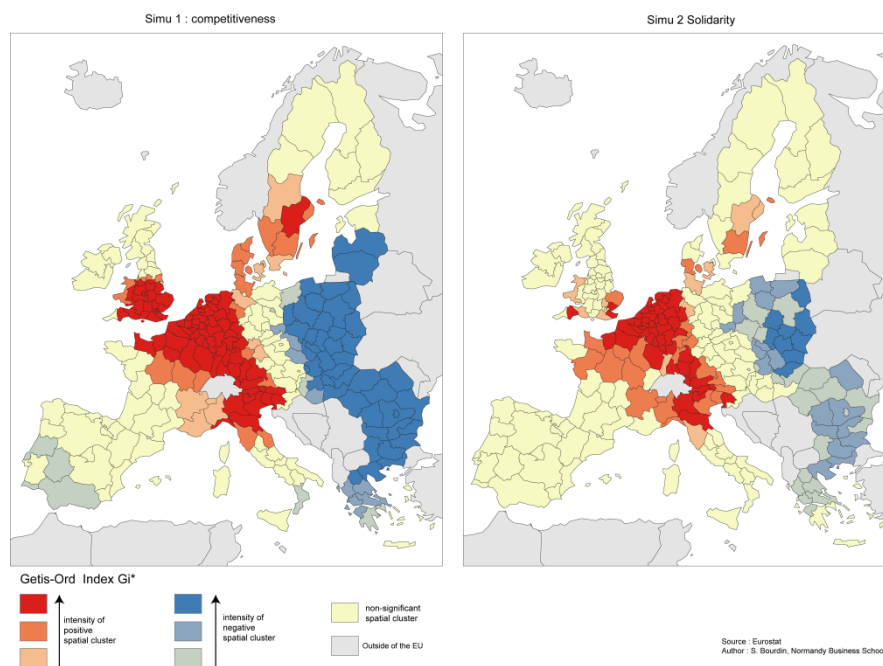 Simu 1 : competitiveness
Simu 2 Solidarity
Getis-Ord Index Gi*
intensity of
positive
spatial cluster
intensity of
negative
spatial cluster
non-significant
spatial cluster
Outside of the EU
Source : Eurostat
Author : S. Bourdin, Normandy Business Schoo